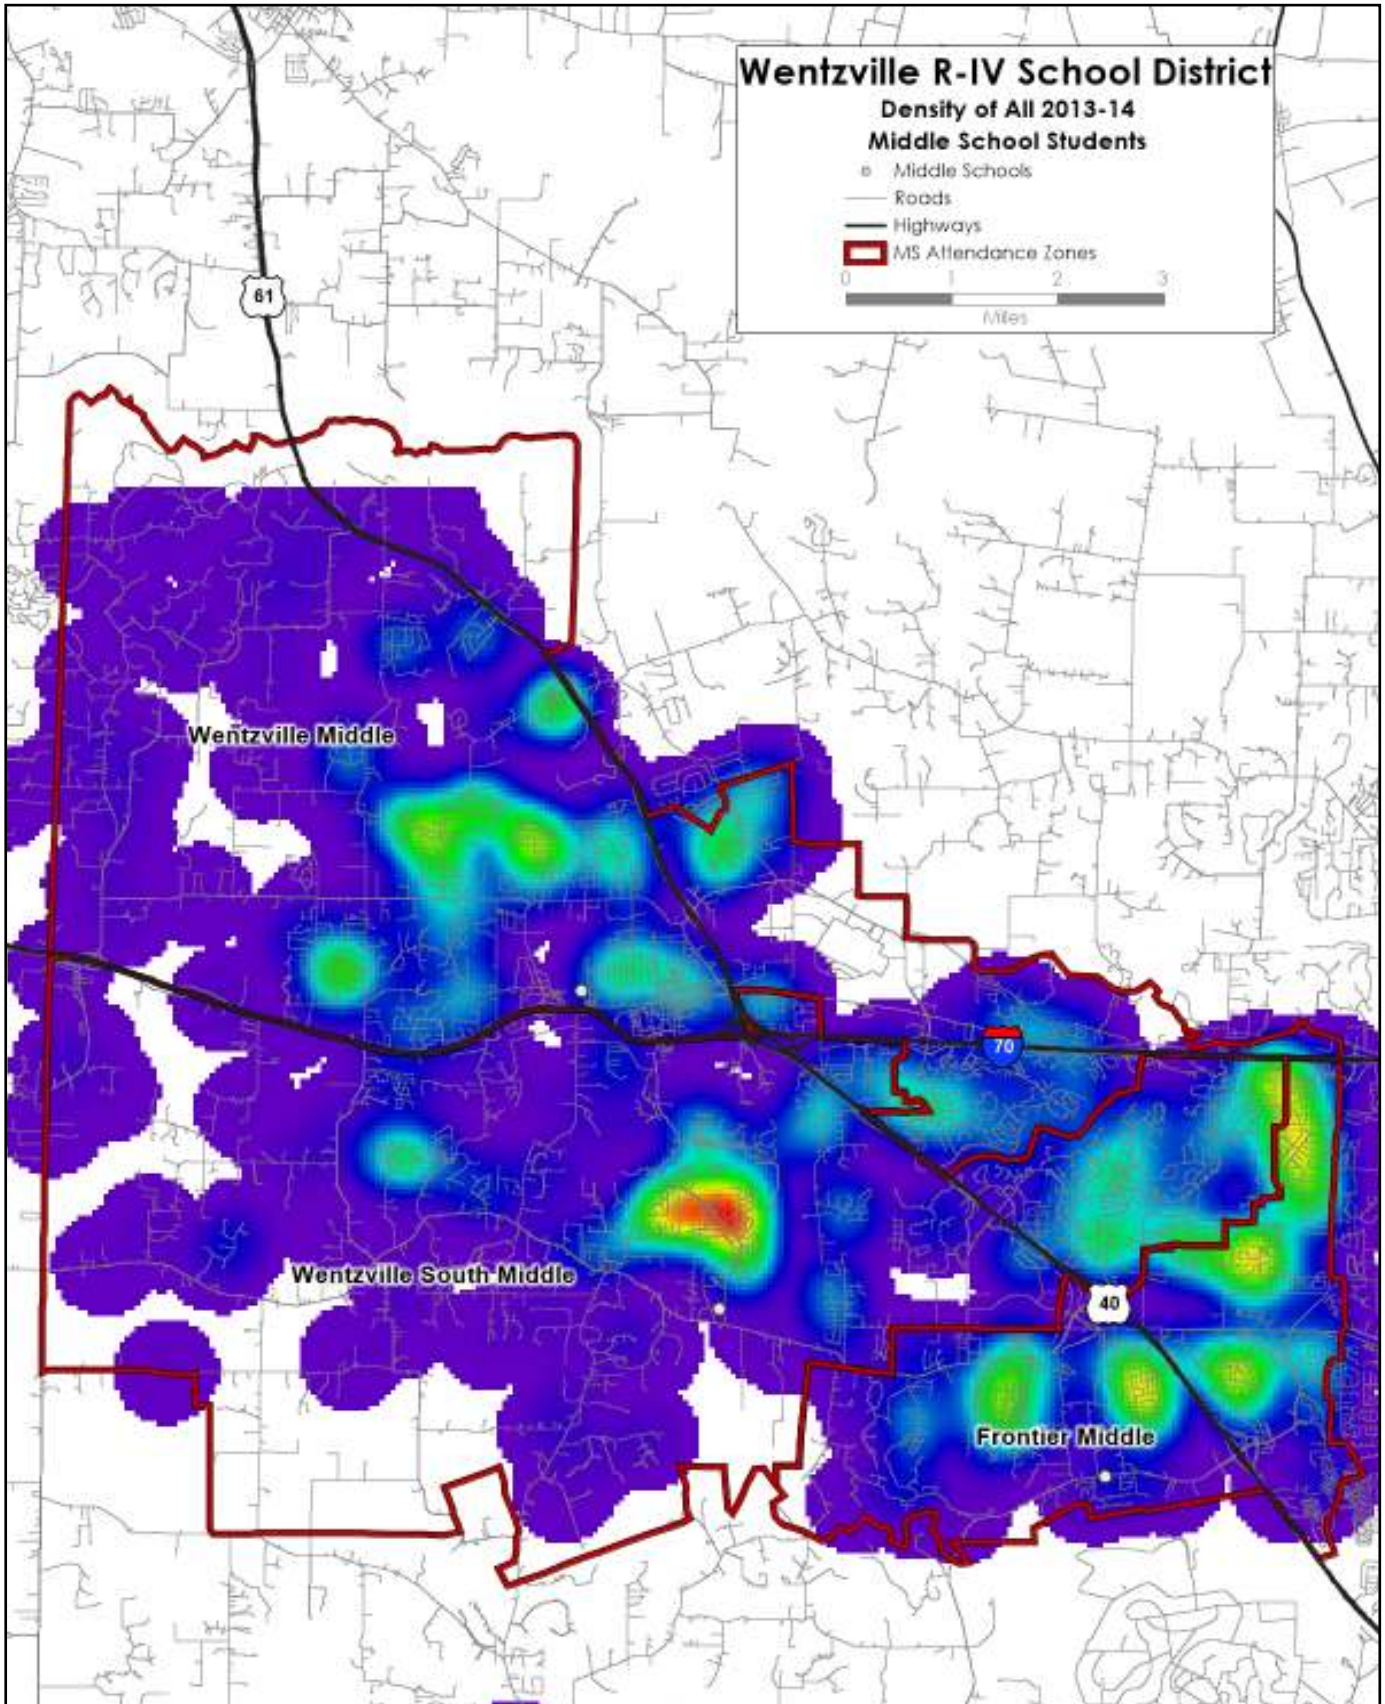 Wentzville R-IV School District
Density of All 2013-14
Middle School Students
Middle Schools
Roads
Highways
MS Attendance Zones
0 1 2 3
Miles
61
Wentzville Middle
70
Wentzville South Middle
40
Frontier Middle